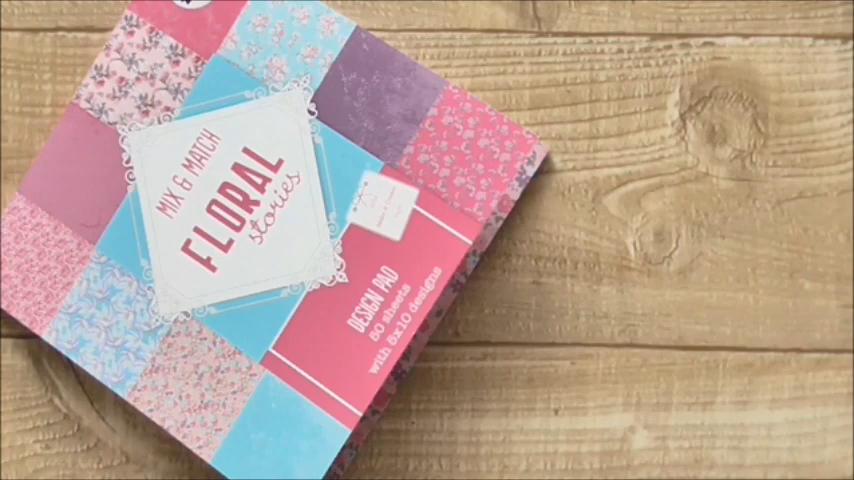 MIX & MATCH
FLORAL
stories
DESIGN PAD
50 sheets
with 5x10 designs